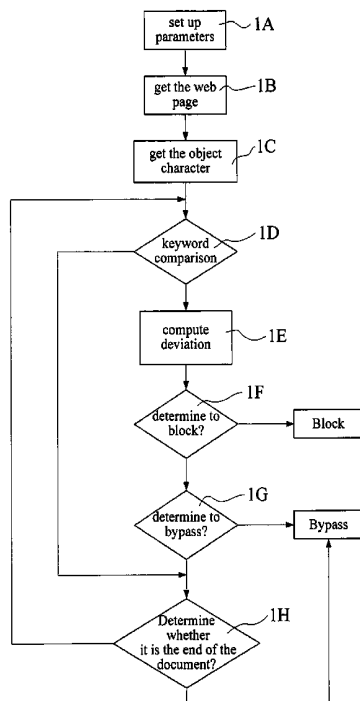 set up
parameters
1A
get the web
page
1B
get the object
character
1C
keyword
comparison
1D
compute
deviation
1E
determine to
block?
1F
Block
determine to
bypass?
1G
Bypass
Determine
whether
it is the end of the
document?
1H